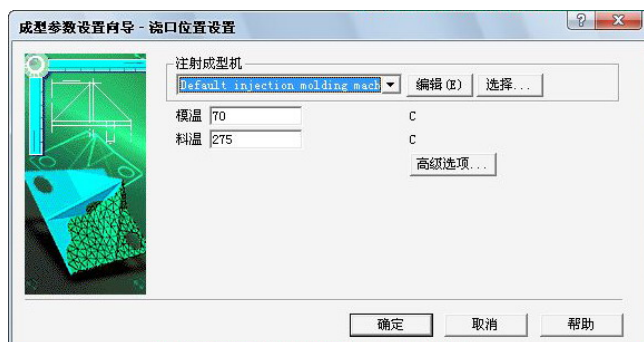 成型参数设置向导 - 浇口位置设置
注射成型机
Default injection molding mach 编辑(E) 选择...
模温 70 C
料温 275 C
高级选项...
确定 取消 帮助